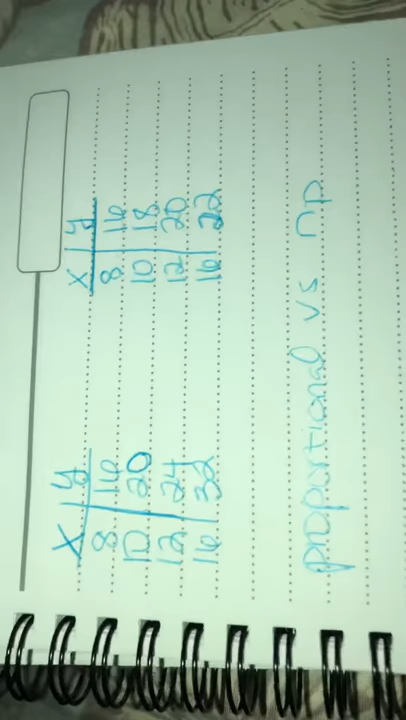 x | y x | y
8 | 16 8 | 16
10 | 20 10 | 18
12 | 24 12 | 20
16 | 32 16 | 22
proportional vs np